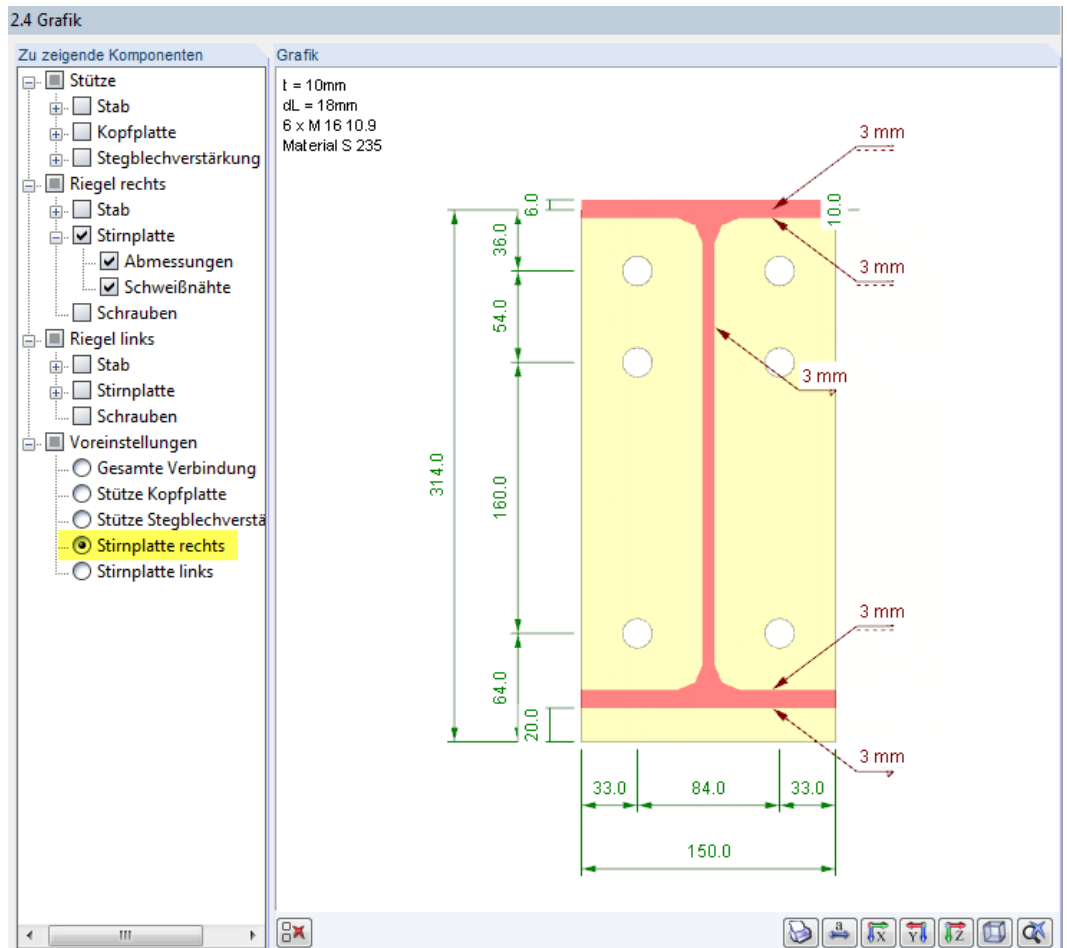 2.4 Grafik
Zu zeigende Komponenten
Stütze
Stab
Kopfplatte
Stegblechverstärkung
Riegel rechts
Stab
Stirnplatte
Abmessungen
Schweißnähte
Schrauben
Riegel links
Stab
Stirnplatte
Schrauben
Voreinstellungen
Gesamte Verbindung
Stütze Kopfplatte
Stütze Stegblechverstä
Stirnplatte rechts
Stirnplatte links
Grafik
t = 10mm
dL = 18mm
6 x M 16 10.9
Material S 235
3 mm
6.0
10.0
36.0
3 mm
54.0
3 mm
314.0
160.0
3 mm
64.0
20.0
3 mm
33.0 84.0 33.0
150.0
a
X
Y
Z